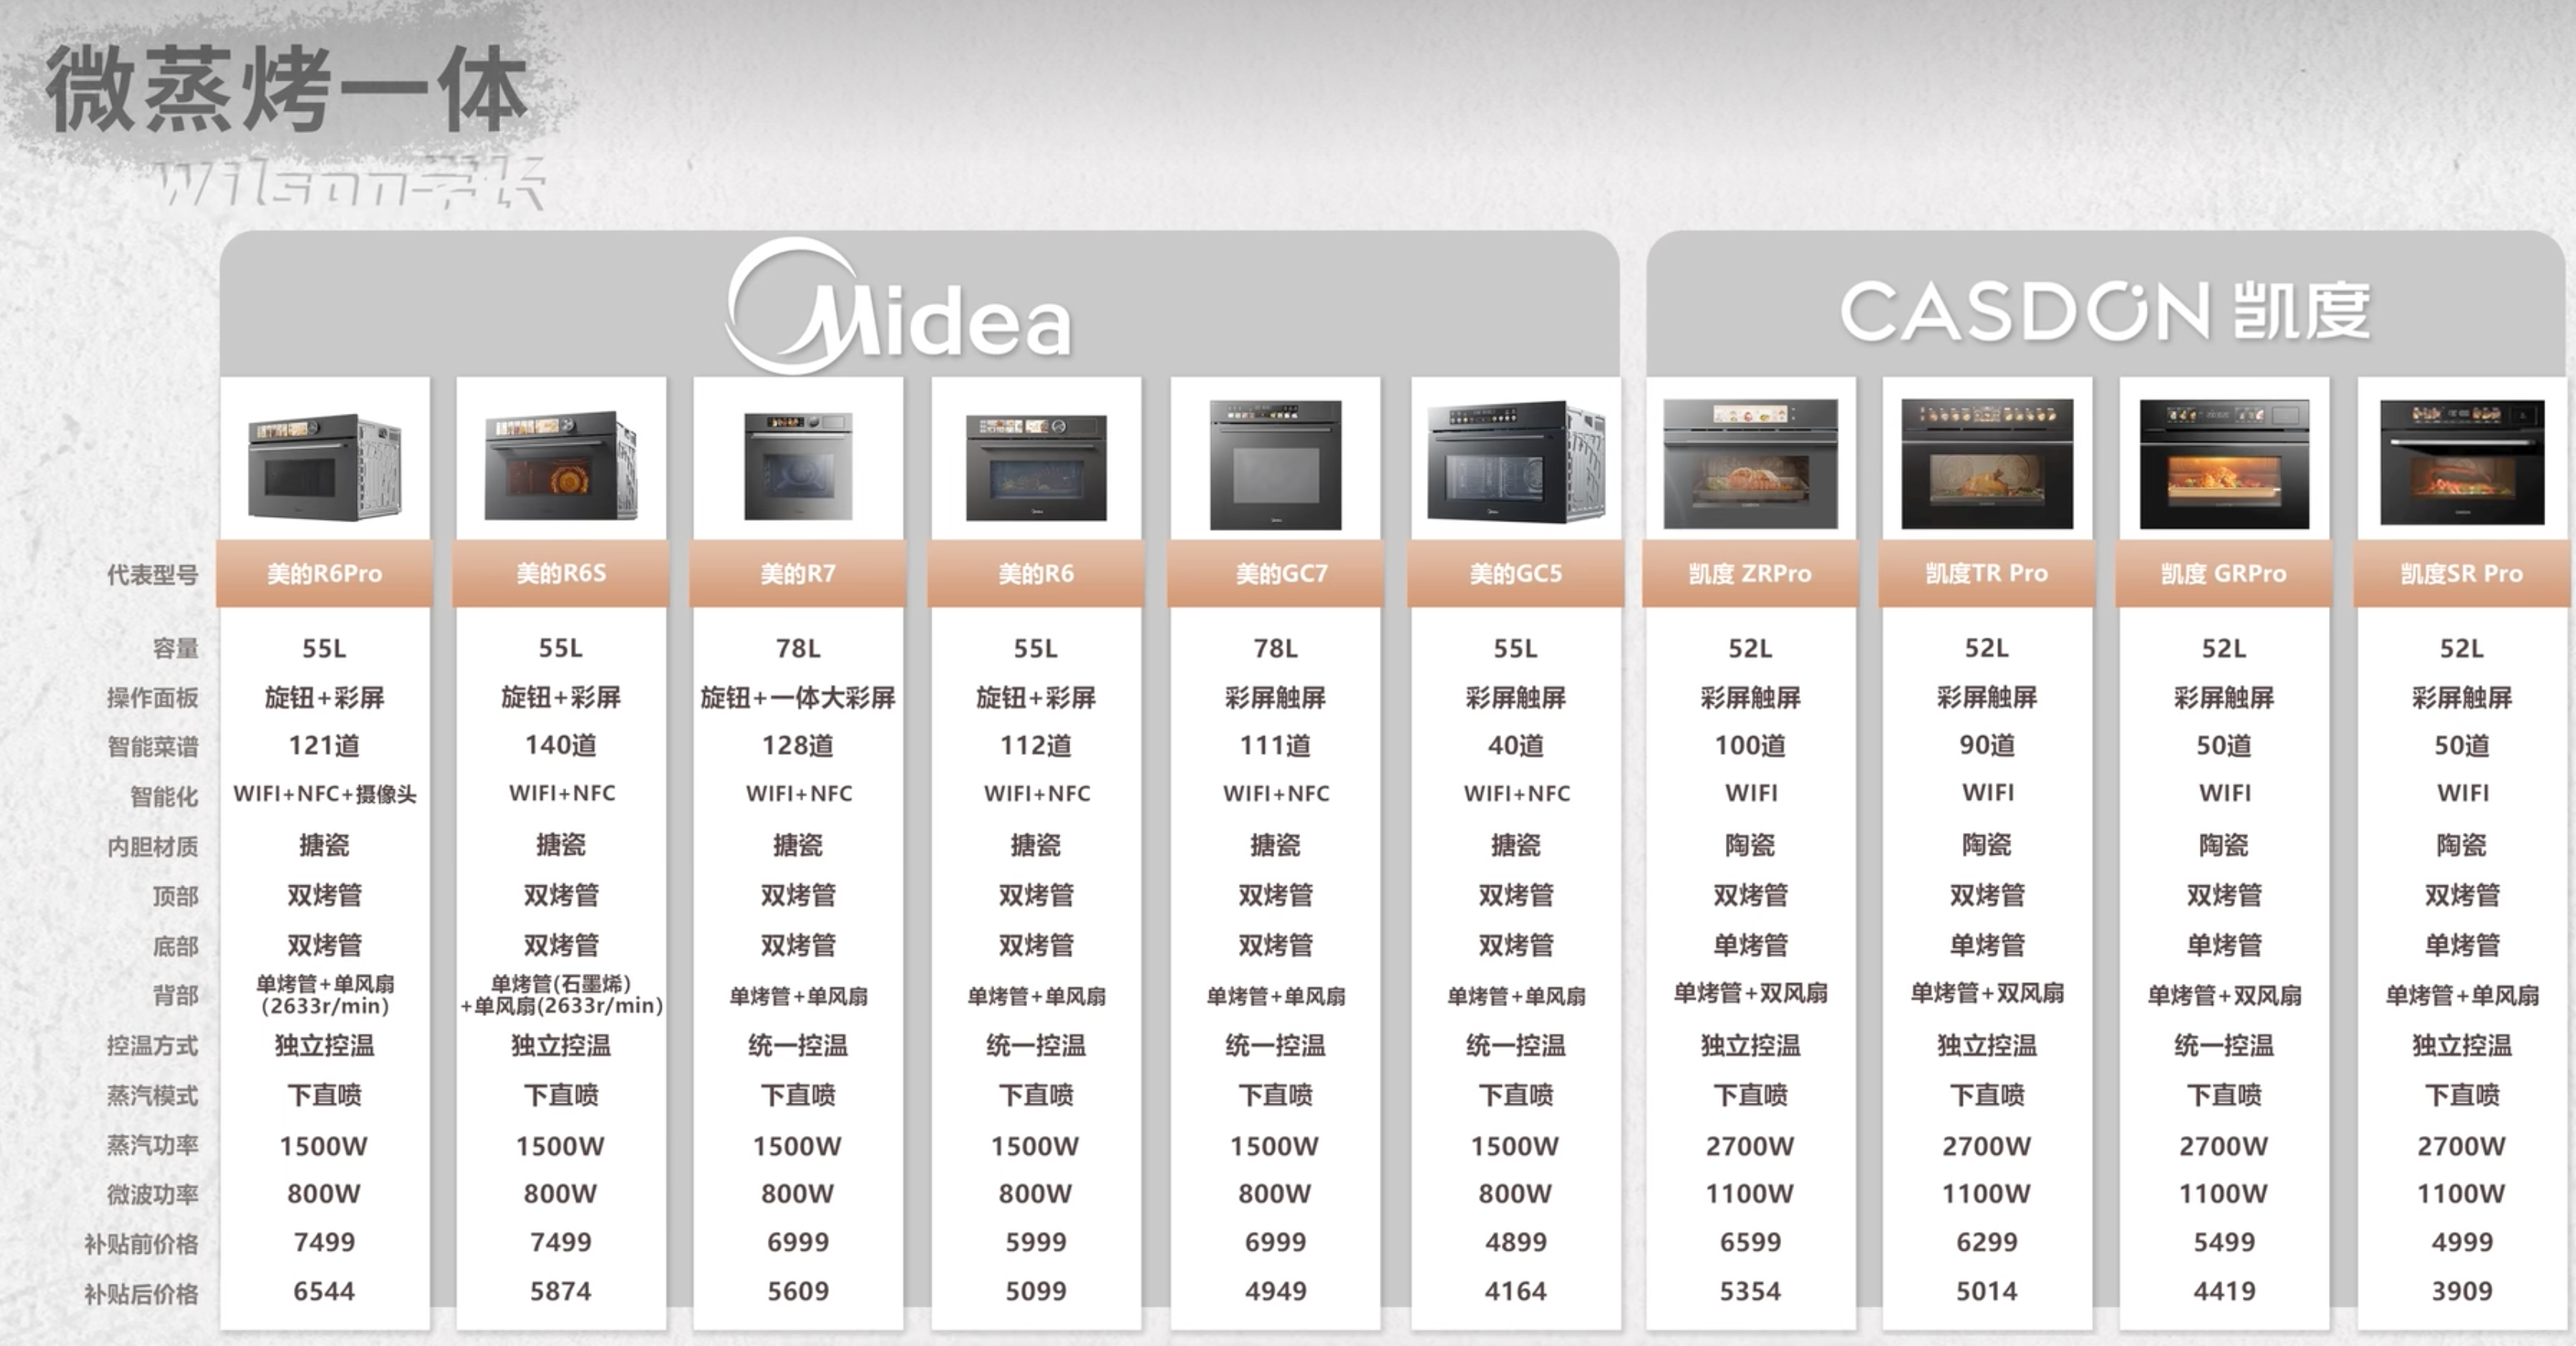 微蒸烤一体
Wilson学长
Midea
CASDON 凯度
代表型号 美的R6Pro 美的R6S 美的R7 美的R6 美的GC7 美的GC5 凯度 ZRPro 凯度TR Pro 凯度 GRPro 凯度SR Pro
容量 55L 55L 78L 55L 78L 55L 52L 52L 52L 52L
操作面板 旋钮+彩屏 旋钮+彩屏 旋钮+一体大彩屏 旋钮+彩屏 彩屏触屏 彩屏触屏 彩屏触屏 彩屏触屏 彩屏触屏 彩屏触屏
智能菜谱 121道 140道 128道 112道 111道 40道 100道 90道 50道 50道
智能化 WIFI+NFC+摄像头 WIFI+NFC WIFI+NFC WIFI+NFC WIFI+NFC WIFI+NFC WIFI WIFI WIFI WIFI
内胆材质 搪瓷 搪瓷 搪瓷 搪瓷 搪瓷 搪瓷 陶瓷 陶瓷 陶瓷 陶瓷
顶部 双烤管 双烤管 双烤管 双烤管 双烤管 双烤管 双烤管 双烤管 双烤管 双烤管
底部 双烤管 双烤管 双烤管 双烤管 双烤管 双烤管 单烤管 单烤管 单烤管 单烤管
背部 单烤管+单风扇(2633r/min) 单烤管(石墨烯)+单风扇(2633r/min) 单烤管+单风扇 单烤管+单风扇 单烤管+单风扇 单烤管+单风扇 单烤管+双风扇 单烤管+双风扇 单烤管+双风扇 单烤管+单风扇
控温方式 独立控温 独立控温 统一控温 统一控温 统一控温 统一控温 独立控温 独立控温 统一控温 独立控温
蒸汽模式 下直喷 下直喷 下直喷 下直喷 下直喷 下直喷 下直喷 下直喷 下直喷 下直喷
蒸汽功率 1500W 1500W 1500W 1500W 1500W 1500W 2700W 2700W 2700W 2700W
微波功率 800W 800W 800W 800W 800W 800W 1100W 1100W 1100W 1100W
补贴前价格 7499 7499 6999 5999 6999 4899 6599 6299 5499 4999
补贴后价格 6544 5874 5609 5099 4949 4164 5354 5014 4419 3909